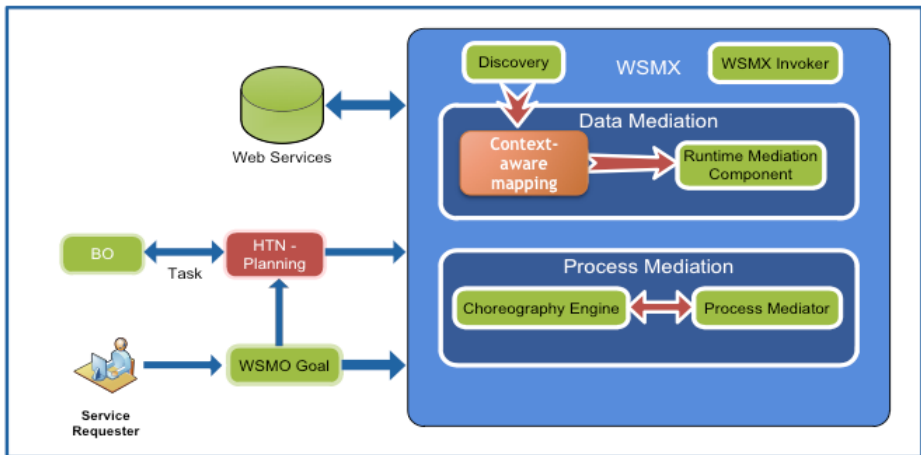 Discovery
WSMX
WSMX Invoker
Data Mediation
Context-
aware
mapping
Runtime Mediation
Component
Web Services
BO
Task
HTN -
Planning
Process Mediation
Choreography Engine
Process Mediator
WSMO Goal
Service
Requester